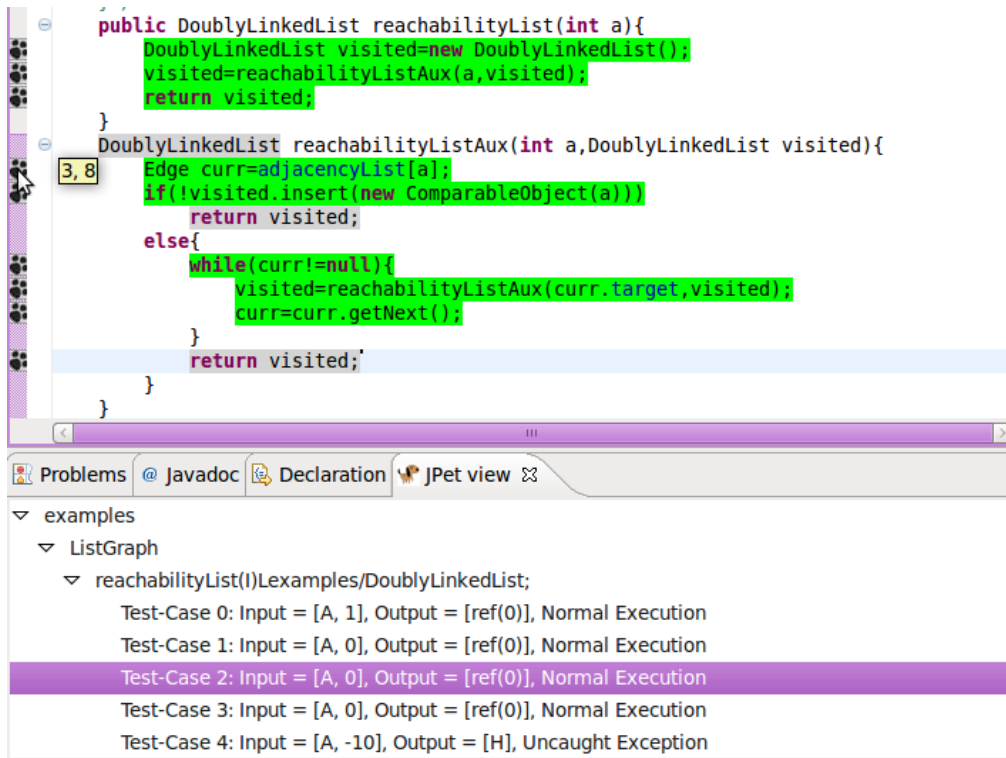 public DoublyLinkedList reachabilityList(int a){
DoublyLinkedList visited=new DoublyLinkedList();
visited=reachabilityListAux(a,visited);
return visited;
}
DoublyLinkedList reachabilityListAux(int a,DoublyLinkedList visited){
3, 8 Edge curr=adjacencyList[a];
if(!visited.insert(new ComparableObject(a)))
return visited;
else{
while(curr!=null){
visited=reachabilityListAux(curr.target,visited);
curr=curr.getNext();
}
return visited;
}
}
Problems @ Javadoc Declaration JPet view
examples
ListGraph
reachabilityList(I)Lexamples/DoublyLinkedList;
Test-Case 0: Input = [A, 1], Output = [ref(0)], Normal Execution
Test-Case 1: Input = [A, 0], Output = [ref(0)], Normal Execution
Test-Case 2: Input = [A, 0], Output = [ref(0)], Normal Execution
Test-Case 3: Input = [A, 0], Output = [ref(0)], Normal Execution
Test-Case 4: Input = [A, -10], Output = [H], Uncaught Exception